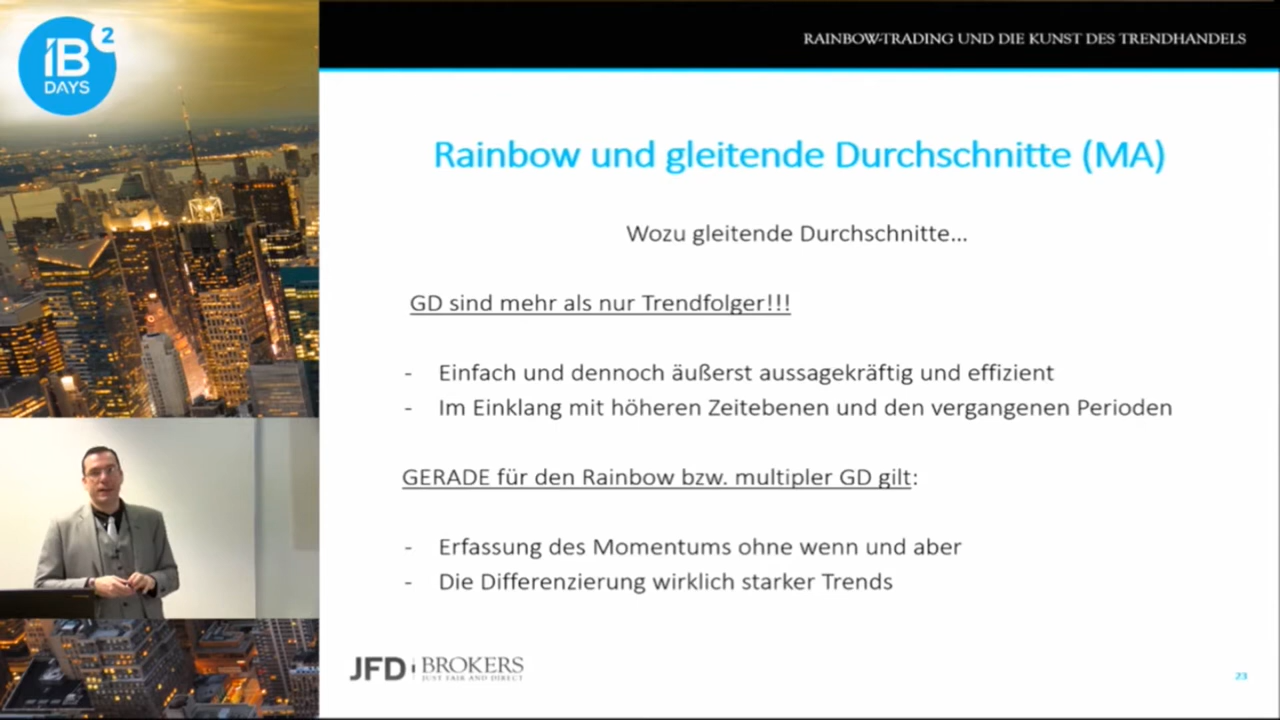 iB 2
DAYS
RAINBOW-TRADING UND DIE KUNST DES TRENDHANDELS
Rainbow und gleitende Durchschnitte (MA)
Wozu gleitende Durchschnitte...
GD sind mehr als nur Trendfolger!!!
- Einfach und dennoch äußerst aussagekräftig und effizient
- Im Einklang mit höheren Zeitebenen und den vergangenen Perioden
GERADE für den Rainbow bzw. multipler GD gilt:
- Erfassung des Momentums ohne wenn und aber
- Die Differenzierung wirklich starker Trends
JFD BROKERS
JUST FAIR AND DIRECT
23